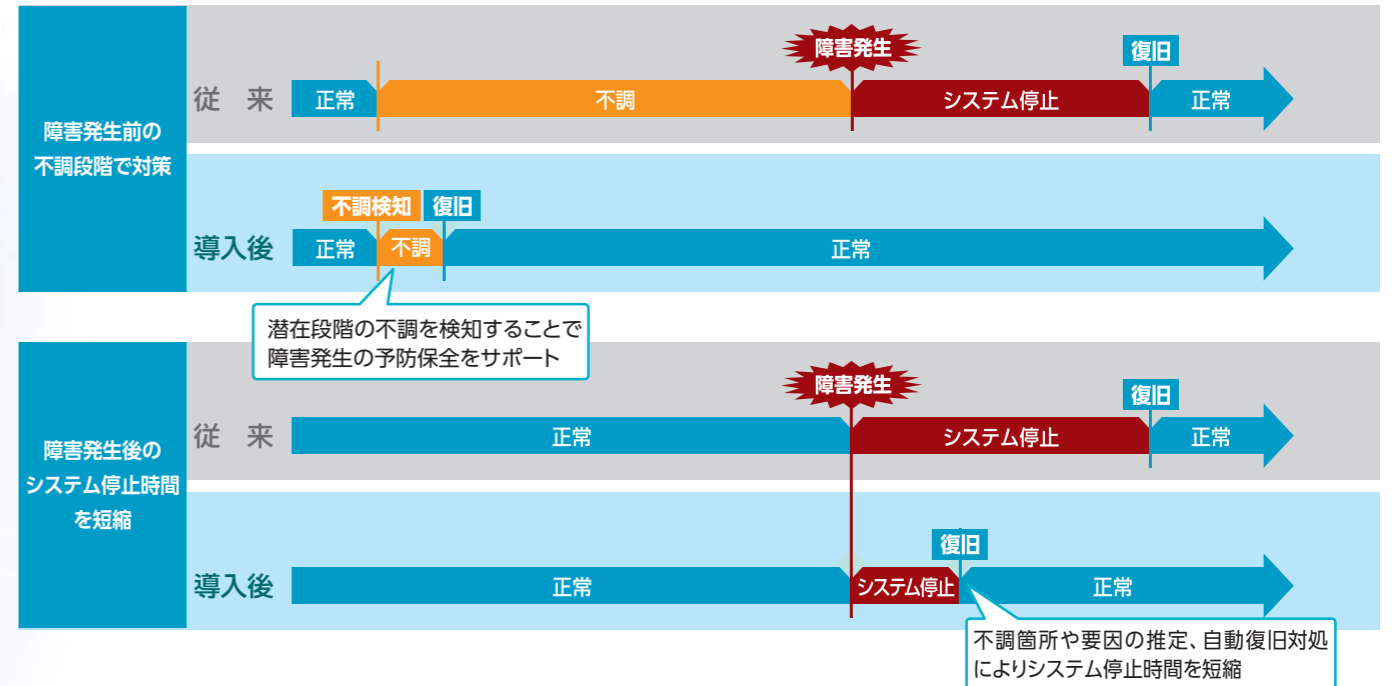 障害発生前の
不調段階で対策
従　来
正常
不調
障害発生
システム停止
復旧
正常
導入後
正常
不調検知
不調
復旧
正常
潜在段階の不調を検知することで
障害発生の予防保全をサポート
障害発生後の
システム停止時間
を短縮
従　来
正常
障害発生
システム停止
復旧
正常
導入後
正常
システム停止
復旧
正常
不調箇所や要因の推定、自動復旧対処
によりシステム停止時間を短縮